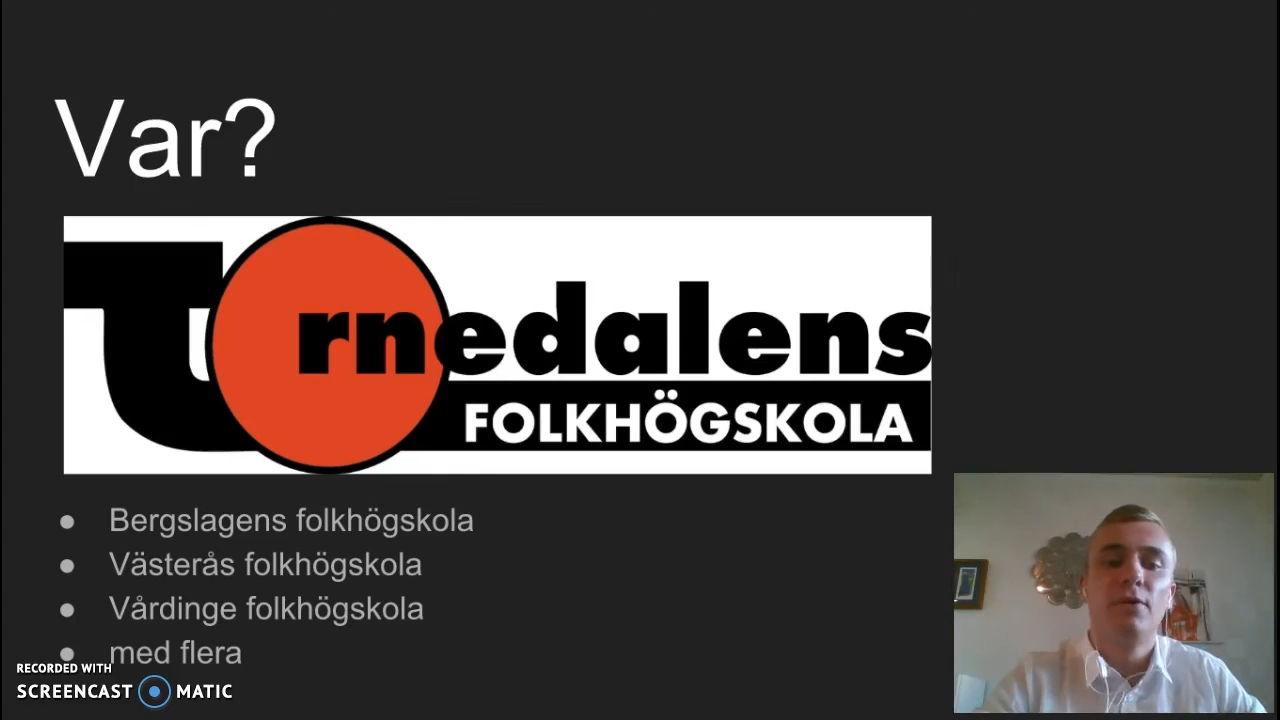 Var?
tornedalens
FOLKHÖGSKOLA
● Bergslagens folkhögskola
● Västerås folkhögskola
● Vårdinge folkhögskola
● med flera
RECORDED WITH
SCREENCAST MATIC